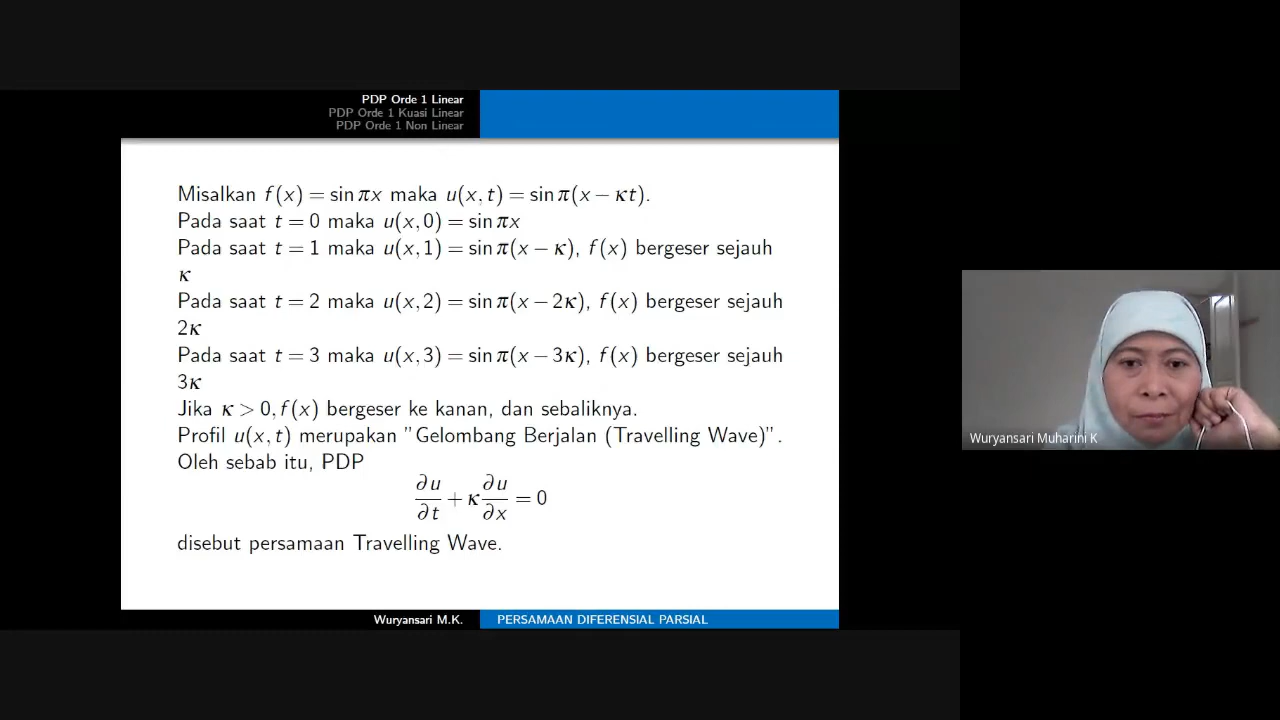 PDP Orde 1 Linear
PDP Orde 1 Kuasi Linear
PDP Orde 1 Non Linear
Misalkan f(x) = sin πx maka u(x,t) = sin π(x − κt).
Pada saat t = 0 maka u(x,0) = sin πx
Pada saat t = 1 maka u(x,1) = sin π(x − κ), f(x) bergeser sejauh
κ
Pada saat t = 2 maka u(x,2) = sin π(x − 2κ), f(x) bergeser sejauh
2κ
Pada saat t = 3 maka u(x,3) = sin π(x − 3κ), f(x) bergeser sejauh
3κ
Jika κ > 0, f(x) bergeser ke kanan, dan sebaliknya.
Profil u(x,t) merupakan "Gelombang Berjalan (Travelling Wave)".
Oleh sebab itu, PDP
∂u/∂t + κ ∂u/∂x = 0
disebut persamaan Travelling Wave.
Wuryansari M.K. PERSAMAAN DIFERENSIAL PARSIAL
Wuryansari Muharini K